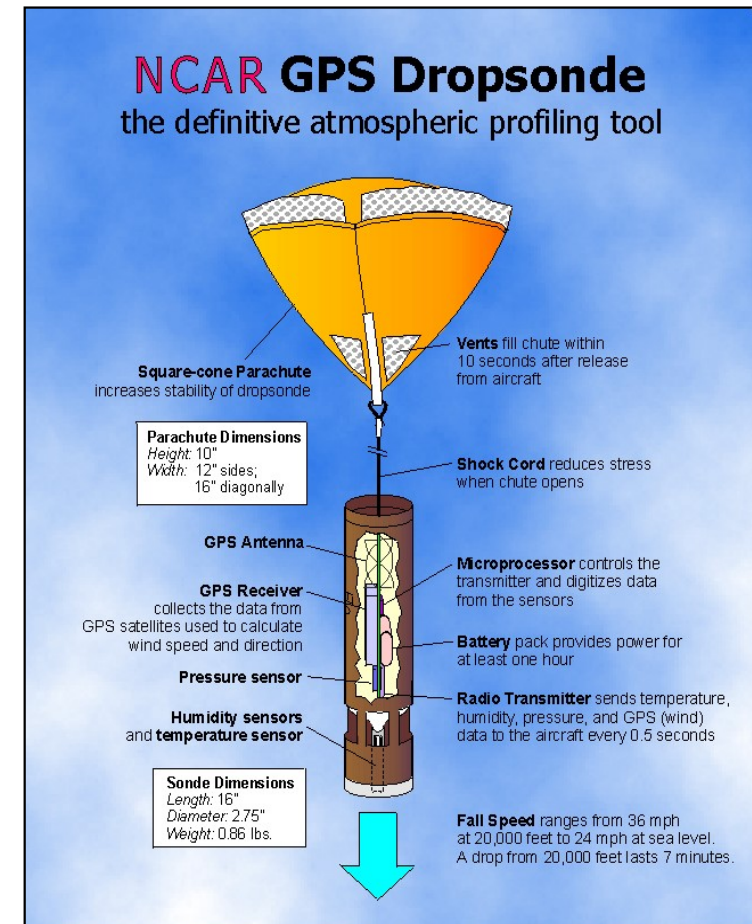 NCAR GPS Dropsonde
the definitive atmospheric profiling tool
Square-cone Parachute
increases stability of dropsonde
Vents fill chute within
10 seconds after release
from aircraft
Parachute Dimensions
Height: 10"
Width: 12" sides;
16" diagonally
Shock Cord reduces stress
when chute opens
GPS Antenna
GPS Receiver
collects the data from
GPS satellites used to calculate
wind speed and direction
Pressure sensor
Humidity sensors
and temperature sensor
Microprocessor controls the
transmitter and digitizes data
from the sensors
Battery pack provides power for
at least one hour
Radio Transmitter sends temperature,
humidity, pressure, and GPS (wind)
data to the aircraft every 0.5 seconds
Sonde Dimensions
Length: 16"
Diameter: 2.75"
Weight: 0.86 lbs.
Fall Speed ranges from 36 mph
at 20,000 feet to 24 mph at sea level.
A drop from 20,000 feet lasts 7 minutes.